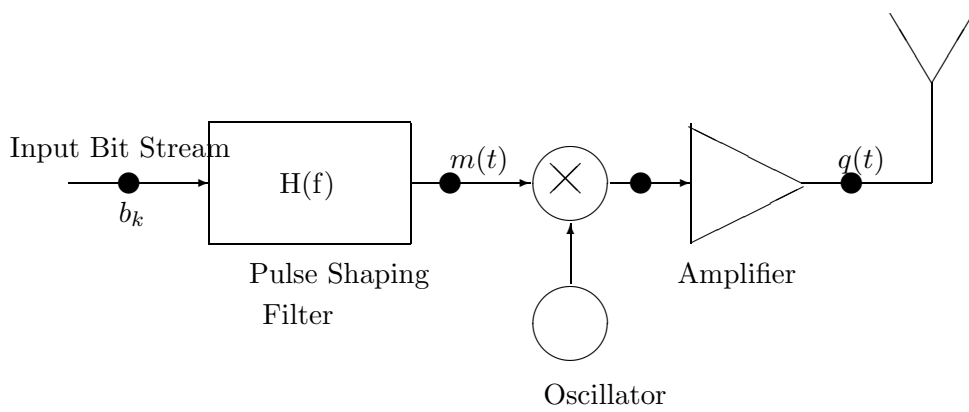 Input Bit Stream
b_k
H(f)
Pulse Shaping
Filter
m(t)
Oscillator
Amplifier
q(t)